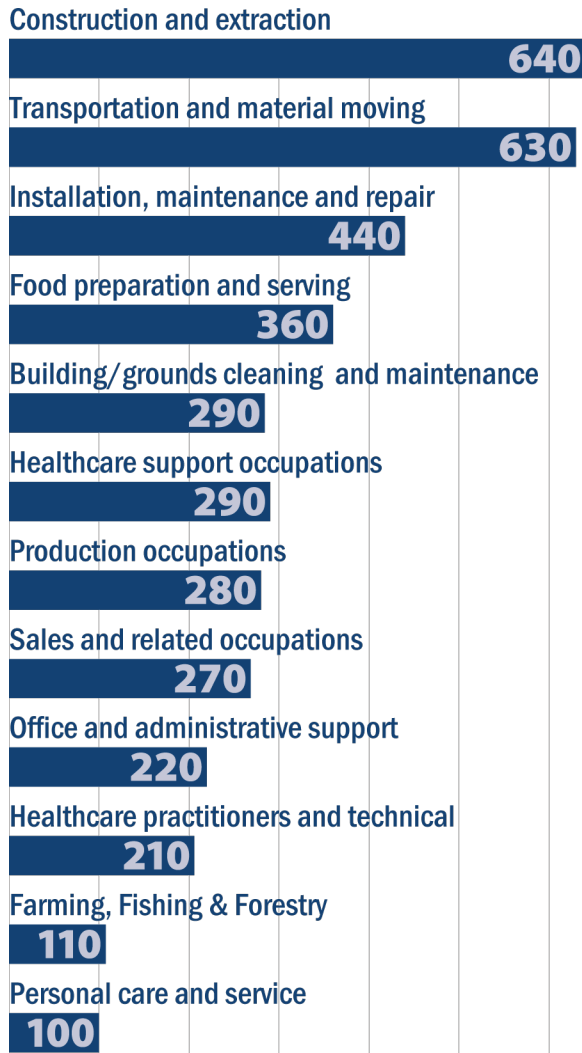 Construction and extraction
640
Transportation and material moving
630
Installation, maintenance and repair
440
Food preparation and serving
360
Building/grounds cleaning and maintenance
290
Healthcare support occupations
290
Production occupations
280
Sales and related occupations
270
Office and administrative support
220
Healthcare practitioners and technical
210
Farming, Fishing & Forestry
110
Personal care and service
100